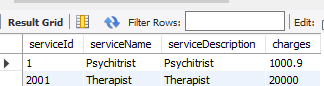 Result Grid Filter Rows: Edit:
serviceId serviceName serviceDescription charges
1 Psychitrist Psychitrist 1000.9
2001 Therapist Therapist 20000